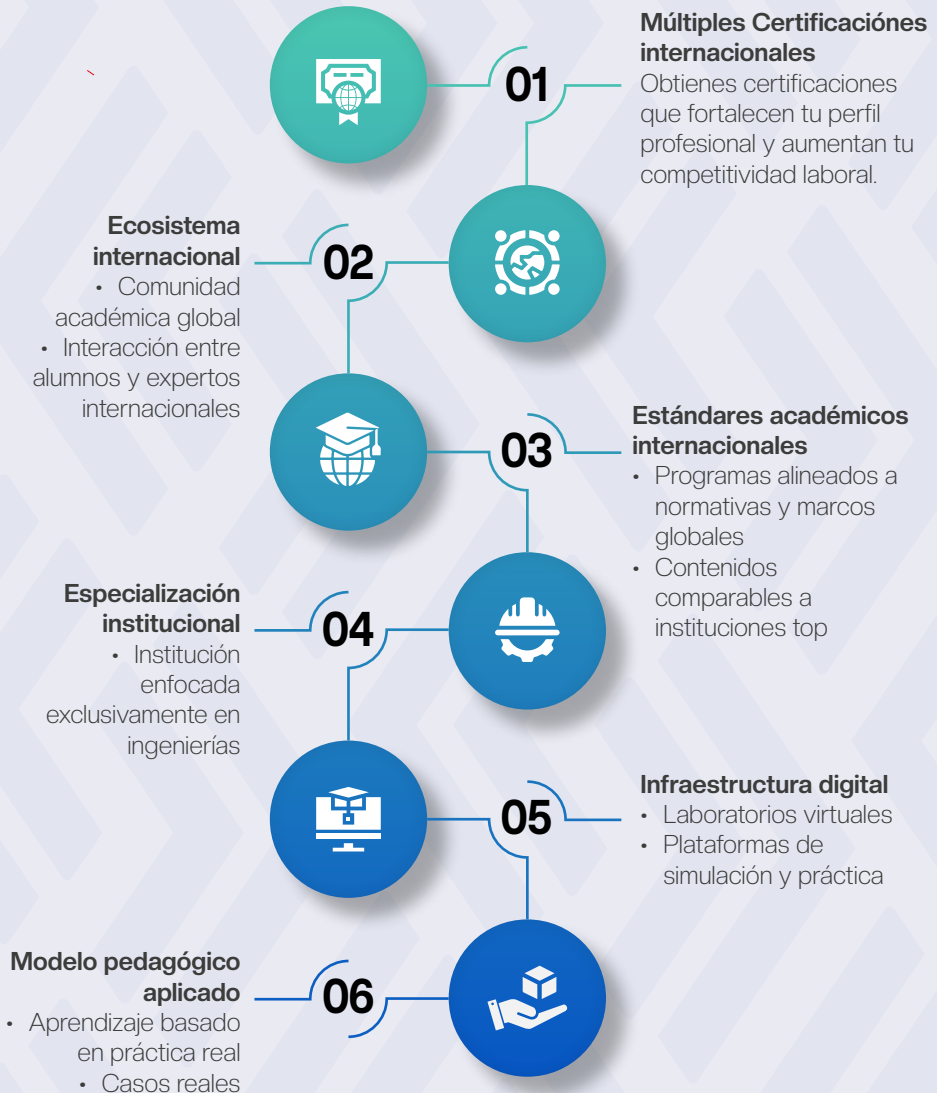 01
Múltiples Certificaciónes
internacionales
Obtienes certificaciones
que fortalecen tu perfil
profesional y aumentan tu
competitividad laboral.
02
Ecosistema
internacional
• Comunidad
académica global
• Interacción entre
alumnos y expertos
internacionales
03
Estándares académicos
internacionales
• Programas alineados a
normativas y marcos
globales
• Contenidos
comparables a
instituciones top
04
Especialización
institucional
• Institución
enfocada
exclusivamente en
ingenierías
05
Infraestructura digital
• Laboratorios virtuales
• Plataformas de
simulación y práctica
06
Modelo pedagógico
aplicado
• Aprendizaje basado
en práctica real
• Casos reales